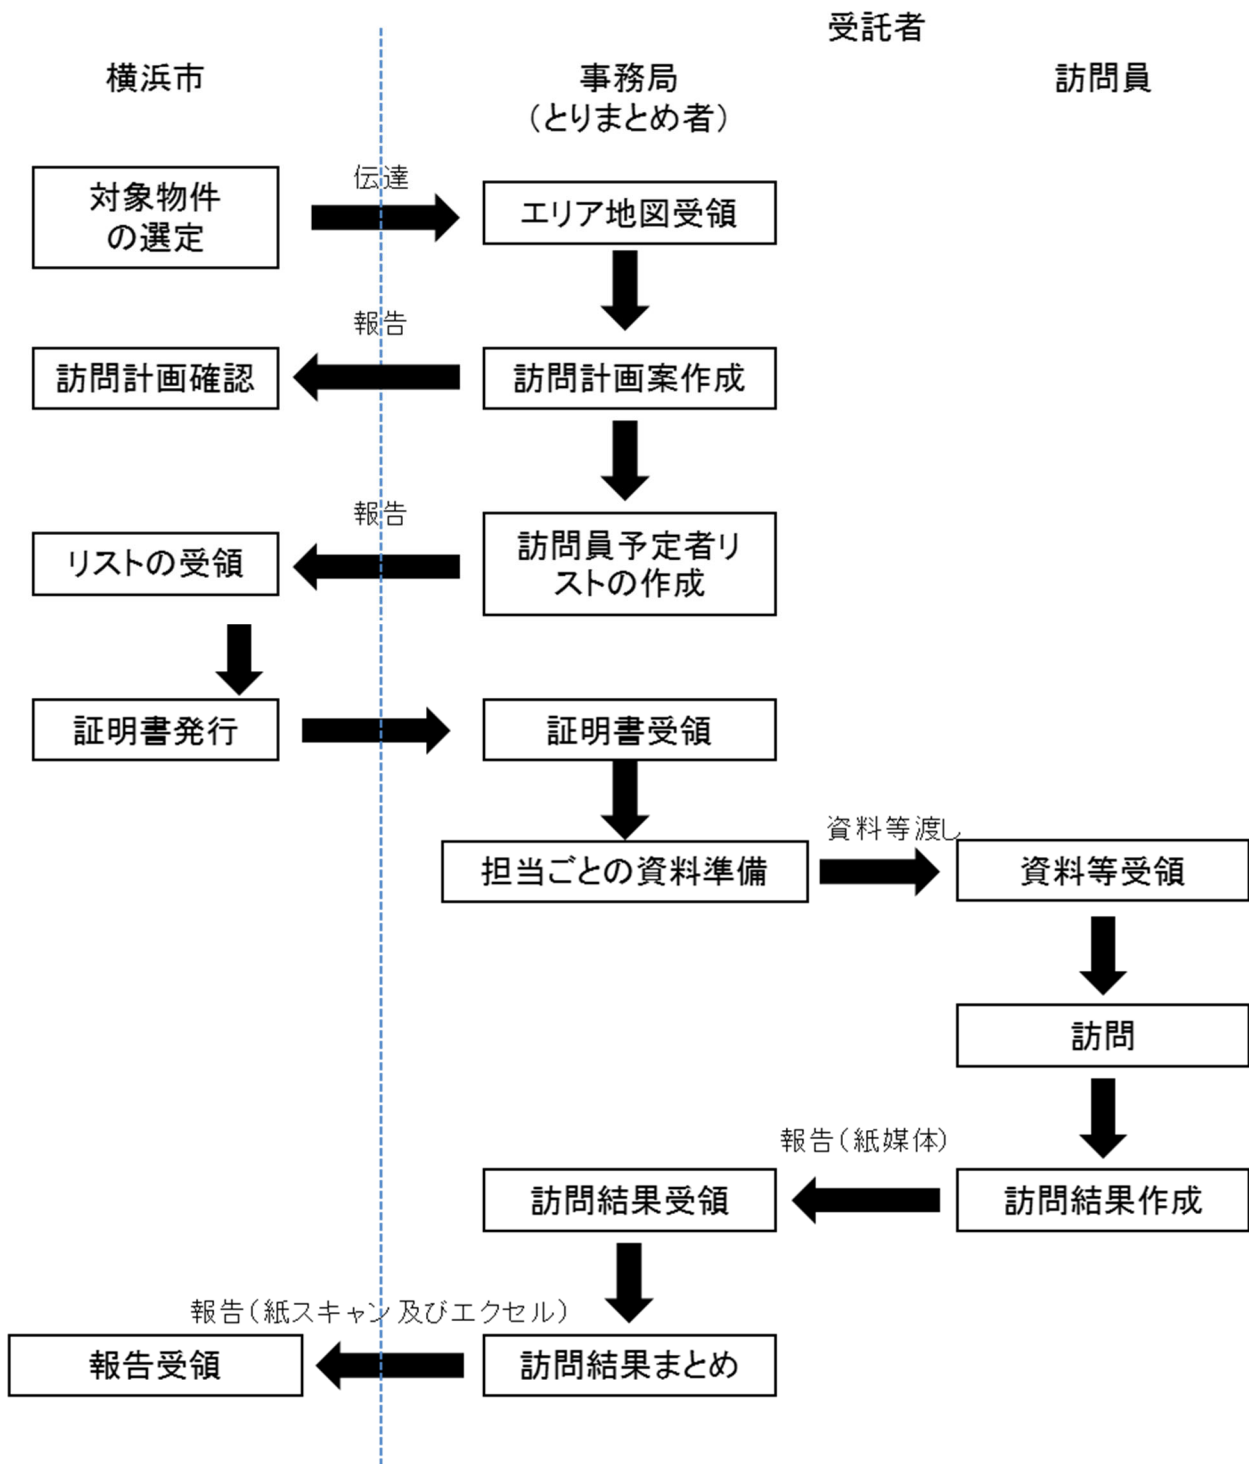 受託者
横浜市
事務局
(とりまとめ者)
訪問員
対象物件
の選定
伝達
エリア地図受領
報告
訪問計画確認
訪問計画案作成
報告
リストの受領
訪問員予定者リ
ストの作成
証明書発行
証明書受領
資料等渡し
担当ごとの資料準備
資料等受領
訪問
報告(紙媒体)
訪問結果受領
訪問結果作成
報告(紙スキャン及びエクセル)
報告受領
訪問結果まとめ